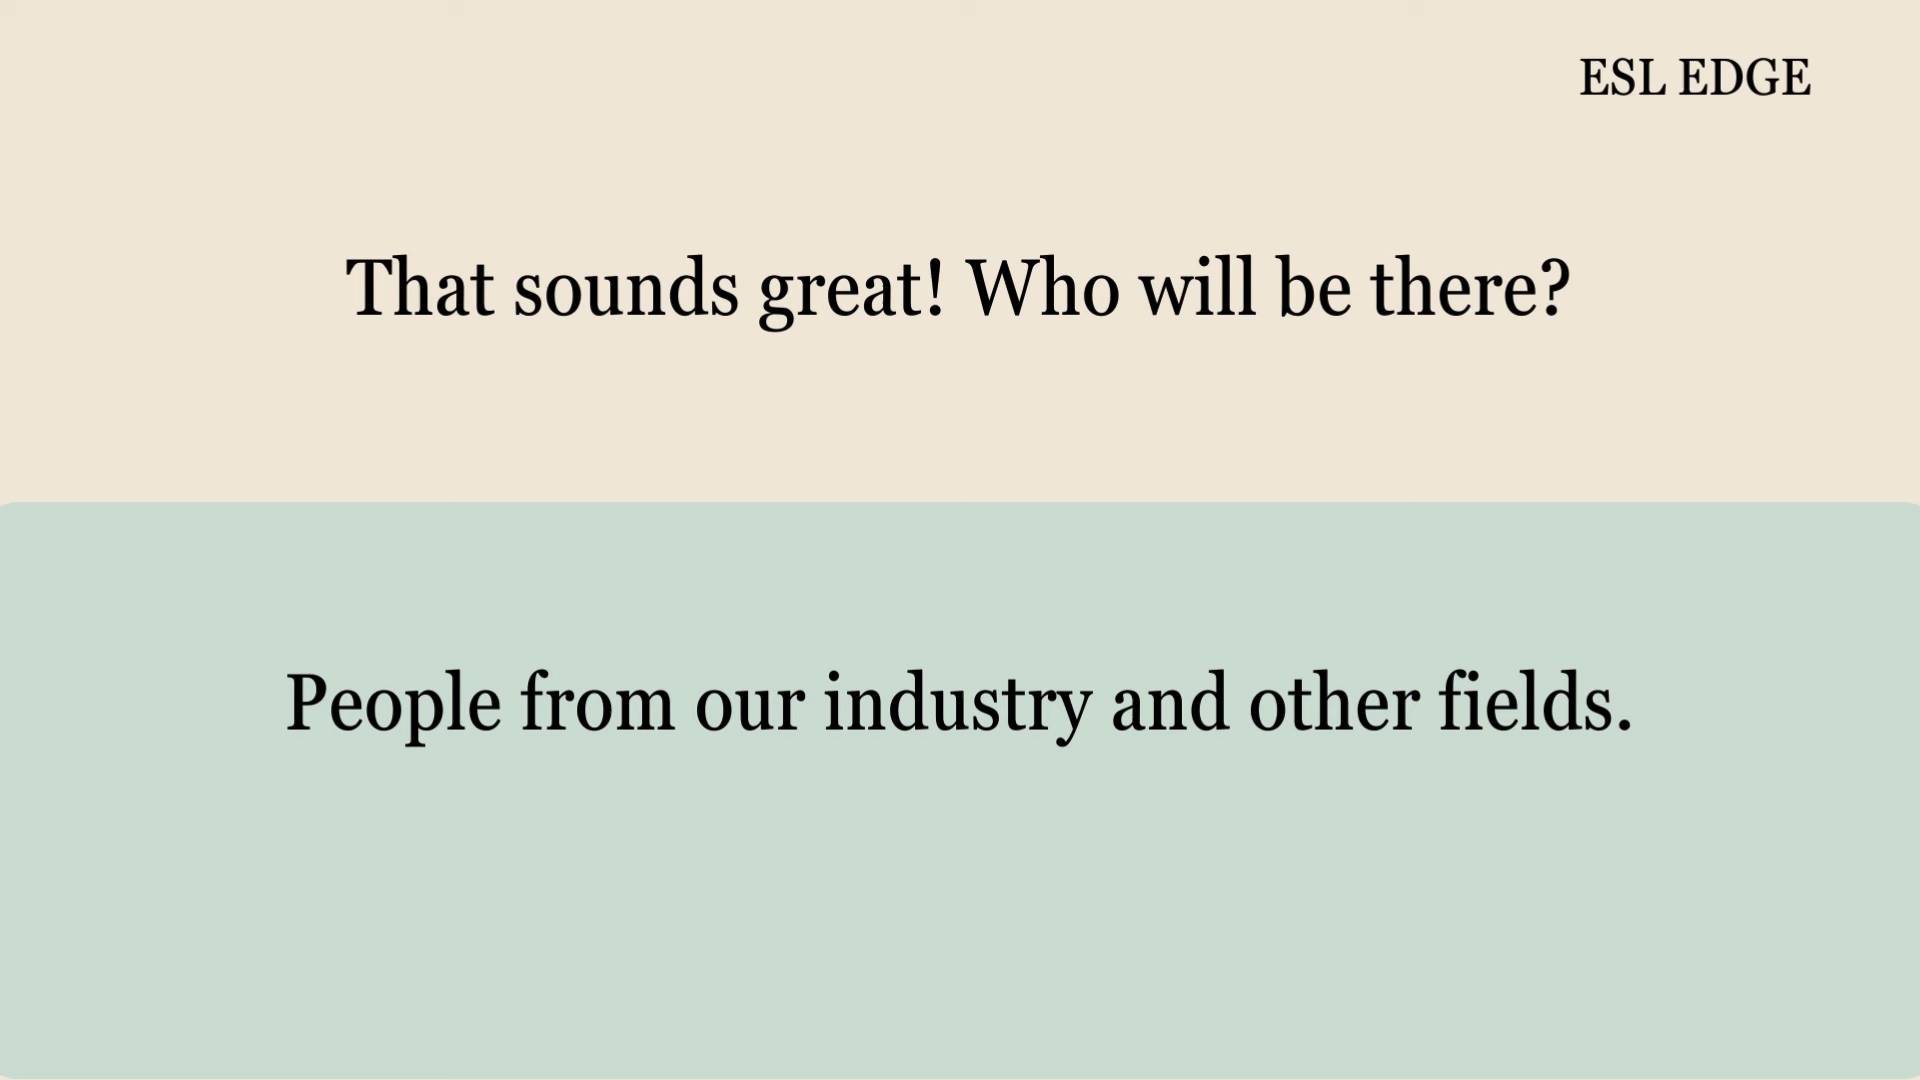 ESL EDGE
That sounds great! Who will be there?
People from our industry and other fields.